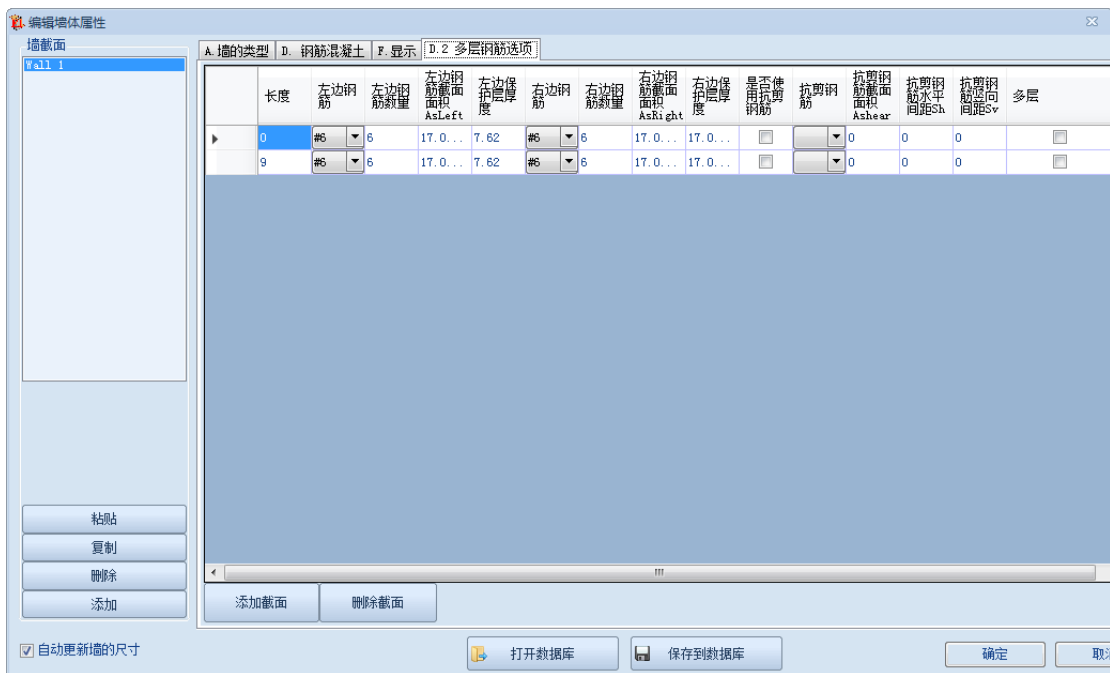 编辑墙体属性
墙截面
Wall 1
A.墙的类型 D. 钢筋混凝土 F.显示 D.2 多层钢筋选项
长度 左边钢筋 左边钢筋数量 左边钢筋截面面积AsLeft 左边保护层厚度 右边钢筋 右边钢筋数量 右边钢筋截面面积AsRight 右边保护层厚度 是否使用抗剪钢筋 抗剪钢筋 抗剪钢筋截面面积Ashear 抗剪钢筋水平间距Sh 抗剪钢筋竖向间距Sv 多层
0 #6 6 17.0... 7.62 #6 6 17.0... 17.0... 0 0 0
9 #6 6 17.0... 7.62 #6 6 17.0... 17.0... 0 0 0
粘贴
复制
删除
添加
添加截面 删除截面
自动更新墙的尺寸
打开数据库 保存到数据库 确定